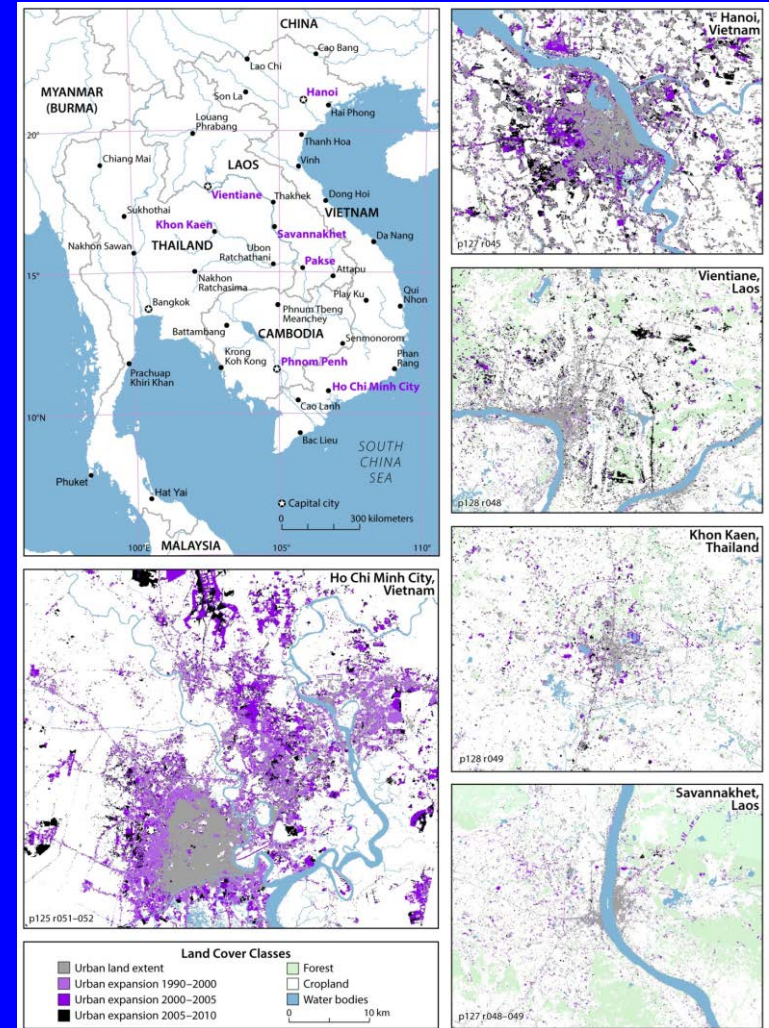 CHINA
Cao Bang
Lao Chi
MYANMAR
(BURMA)
Son La
Hanoi
Hai Phong
20°
Louang
Phrabang
Thanh Hoa
LAOS
Chiang Mai
Vinh
Vientiane
Dong Hoi
Sukhothai
Thakhek
VIETNAM
Khon Kaen
Savannakhet
THAILAND
Da Nang
Nakhon Sawan
Ubon
Ratchathani
Pakse
15°
Nakhon
Ratchasima
Attapu
Qui
Nhon
Play Ku
Bangkok
Phnum Tbeng
Meanchey
Battambang
CAMBODIA
Senmonorom
Krong
Koh Kong
Phnom Penh
Phan
Rang
Prachuap
Khiri Khan
Ho Chi Minh City
10°N
Cao Lanh
Bac Lieu
SOUTH
CHINA
SEA
Phuket
Hat Yai
Capital city
0 300 kilometers
100°E
105°
110°
MALAYSIA
Hanoi,
Vietnam
p127 r045
Vientiane,
Laos
p128 r048
Khon Kaen,
Thailand
p128 r049
Savannakhet,
Laos
p127 r048–049
Ho Chi Minh City,
Vietnam
p125 r051–052
Land Cover Classes
Urban land extent
Urban expansion 1990–2000
Urban expansion 2000–2005
Urban expansion 2005–2010
Forest
Cropland
Water bodies
0 10 km